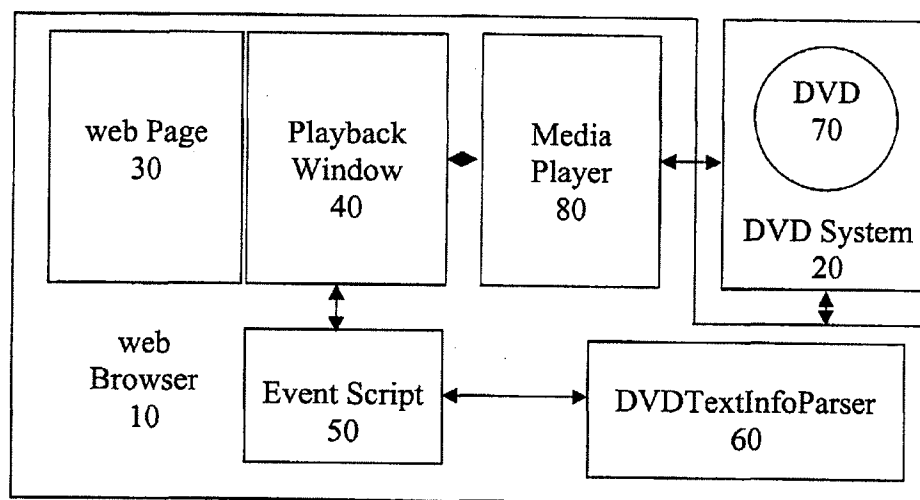 web Page
30
Playback
Window
40
Media
Player
80
DVD
70
DVD System
20
web
Browser
10
Event Script
50
DVDTextInfoParser
60